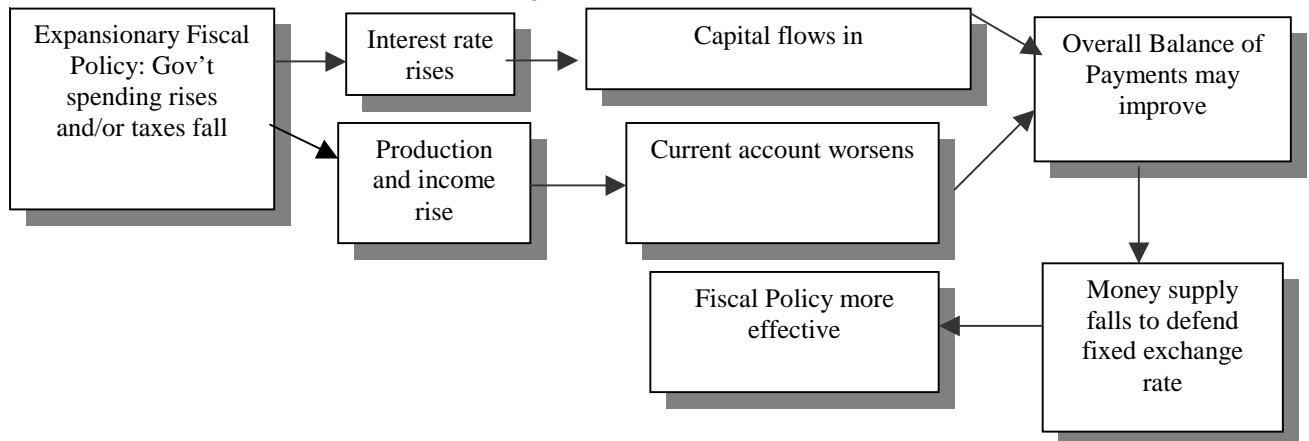 Expansionary Fiscal
Policy: Gov't
spending rises
and/or taxes fall
Interest rate
rises
Capital flows in
Overall Balance of
Payments may
improve
Production
and income
rise
Current account worsens
Fiscal Policy more
effective
Money supply
falls to defend
fixed exchange
rate